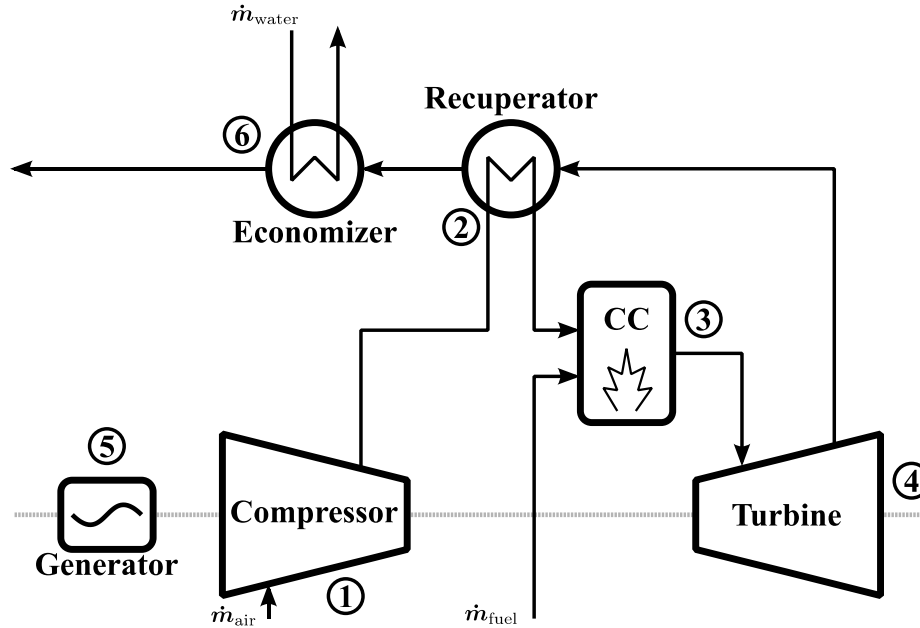 ṁwater
Recuperator
⑥
Economizer
②
CC
③
⑤
④
Compressor
Turbine
Generator
①
ṁair
ṁfuel